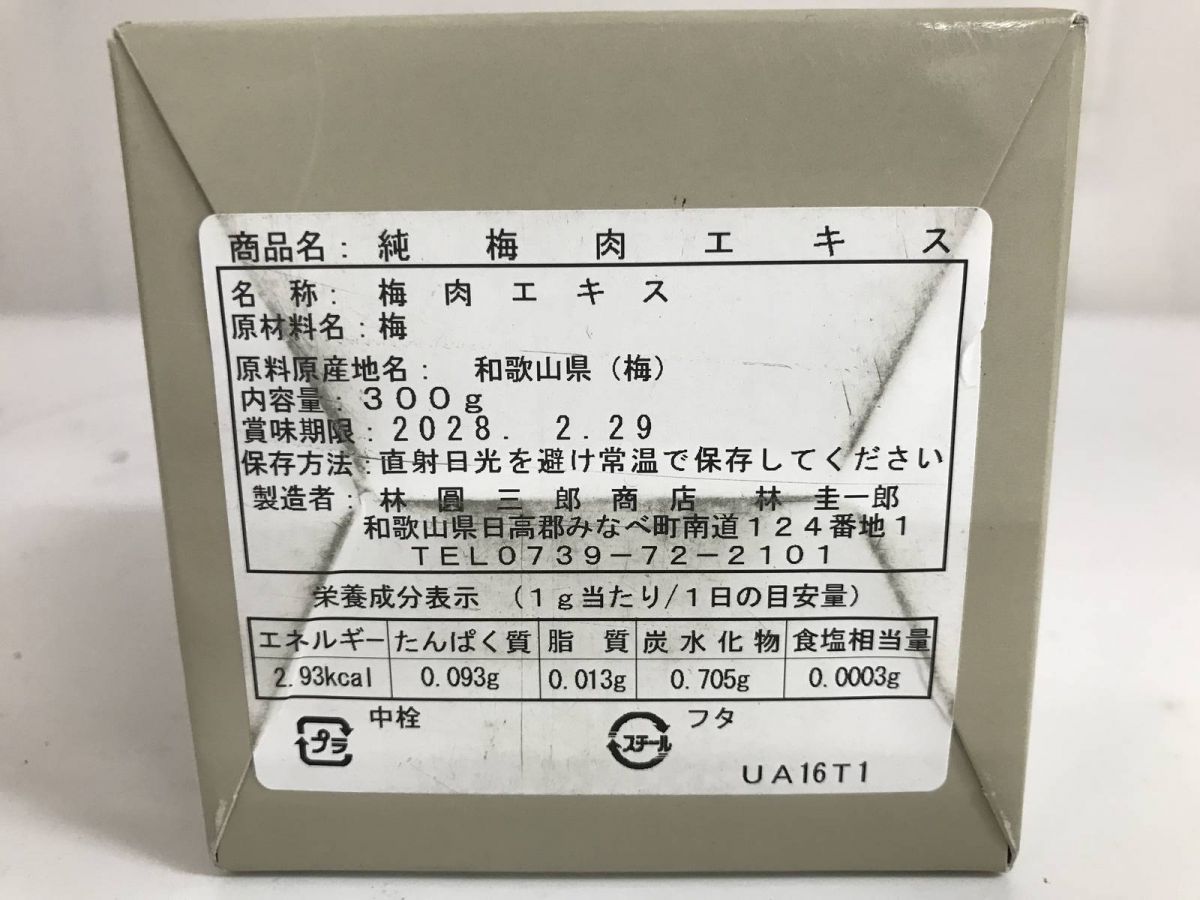 商品名：純　梅　肉　エ　キ　ス
名　称：梅　肉　エ　キ　ス
原材料名：梅
原料原産地名：　和歌山県（梅）
内容量：３００ｇ
賞味期限：2028.　2.29
保存方法：直射日光を避け常温で保存してください
製造者：林　圓　三　郎　商　店　　林　圭一郎
和歌山県日高郡みなべ町南道１２４番地１
ＴＥＬ０７３９－７２－２１０１
栄養成分表示　（１ｇ当たり/１日の目安量）
エネルギー　たんぱく質　脂　質　炭水化物　食塩相当量
2.93kcal　0.093g　0.013g　0.705g　0.0003g
プラ　中栓　スチール　フタ
ＵＡ16Ｔ1